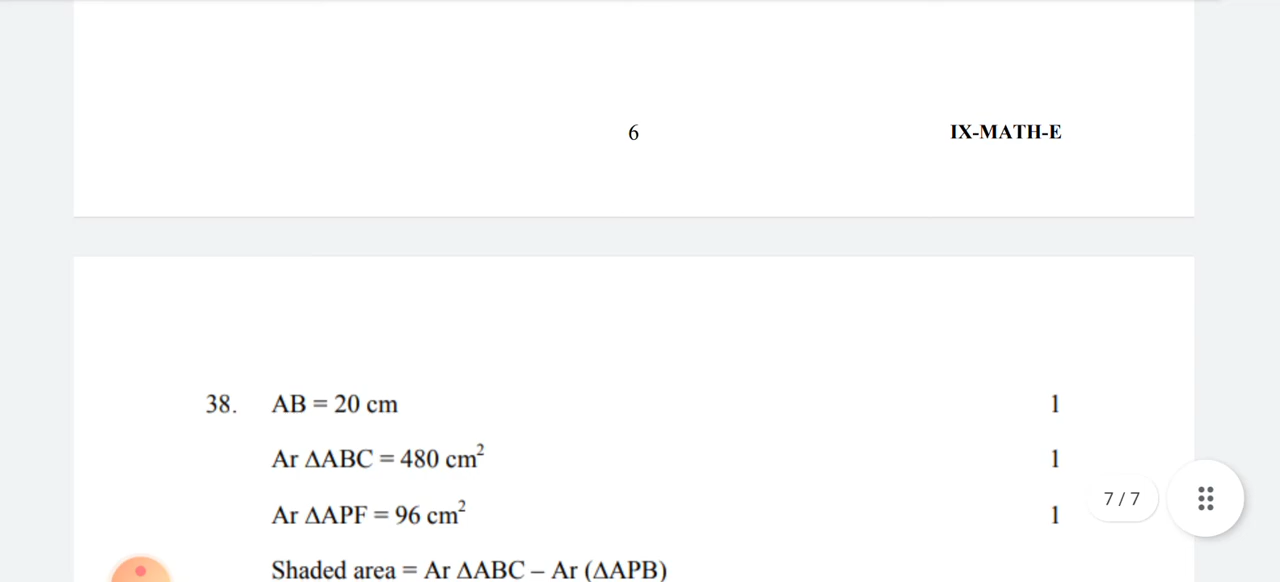 6 IX-MATH-E
38. AB = 20 cm 1
Ar ΔABC = 480 cm² 1
Ar ΔAPF = 96 cm² 1
7 / 7
Shaded area = Ar ΔABC – Ar (ΔAPB)